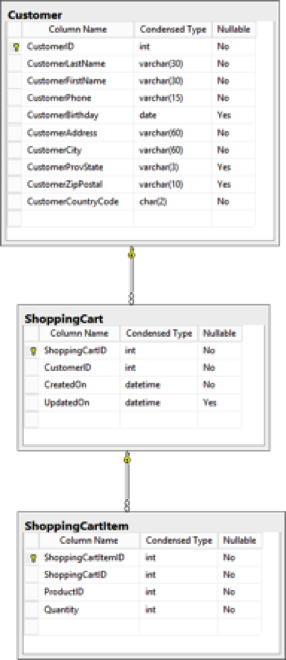 Customer
Column Name Condensed Type Nullable
CustomerID int No
CustomerLastName varchar(30) No
CustomerFirstName varchar(30) No
CustomerPhone varchar(15) No
CustomerBirthday date Yes
CustomerAddress varchar(60) No
CustomerCity varchar(60) No
CustomerProvState varchar(3) Yes
CustomerZipPostal varchar(10) Yes
CustomerCountryCode char(2) No
ShoppingCart
Column Name Condensed Type Nullable
ShoppingCartID int No
CustomerID int No
CreatedOn datetime No
UpdatedOn datetime Yes
ShoppingCartItem
Column Name Condensed Type Nullable
ShoppingCartItemID int No
ShoppingCartID int No
ProductID int No
Quantity int No